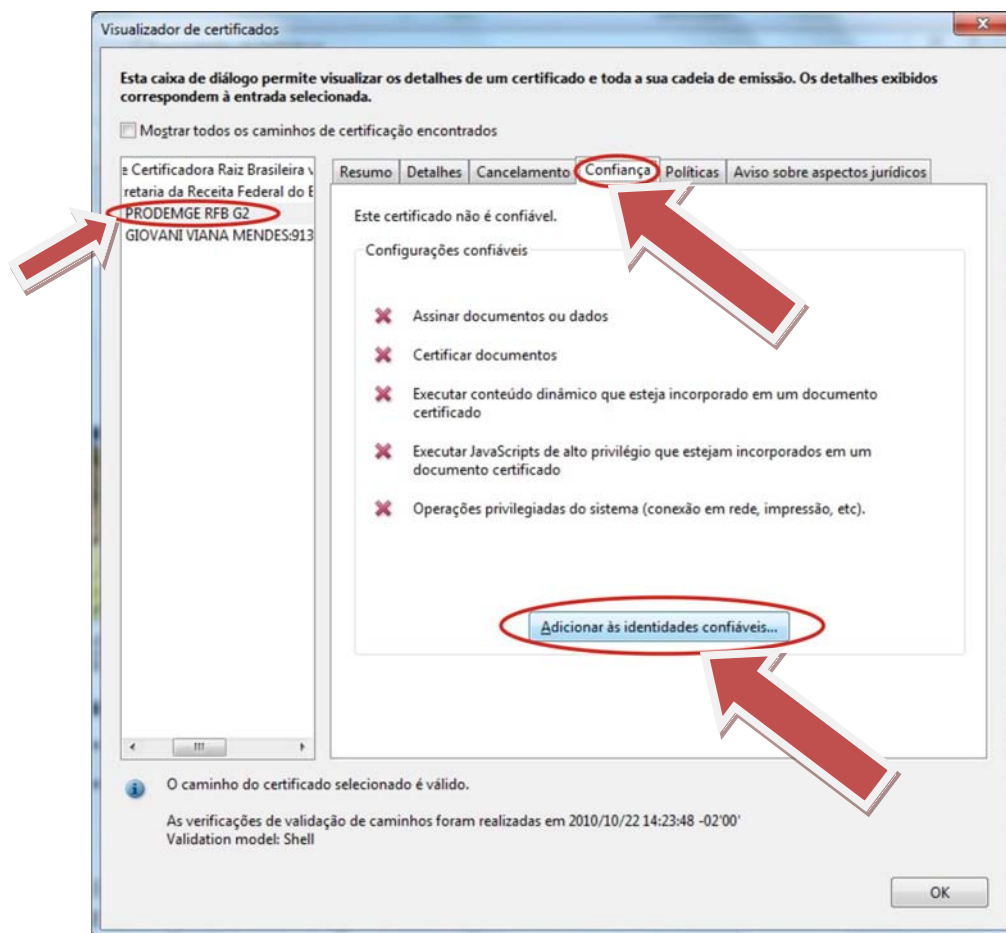 Visualizador de certificados
Esta caixa de diálogo permite visualizar os detalhes de um certificado e toda a sua cadeia de emissão. Os detalhes exibidos
correspondem à entrada selecionada.
Mostrar todos os caminhos de certificação encontrados
e Certificadora Raiz Brasileira v
retaria da Receita Federal do B
PRODEMGE RFB G2
GIOVANI VIANA MENDES:913
Resumo Detalhes Cancelamento Confiança Políticas Aviso sobre aspectos jurídicos
Este certificado não é confiável.
Configurações confiáveis
Assinar documentos ou dados
Certificar documentos
Executar conteúdo dinâmico que esteja incorporado em um documento
certificado
Executar JavaScripts de alto privilégio que estejam incorporados em um
documento certificado
Operações privilegiadas do sistema (conexão em rede, impressão, etc).
Adicionar às identidades confiáveis...
O caminho do certificado selecionado é válido.
As verificações de validação de caminhos foram realizadas em 2010/10/22 14:23:48 -02'00'
Validation model: Shell
OK